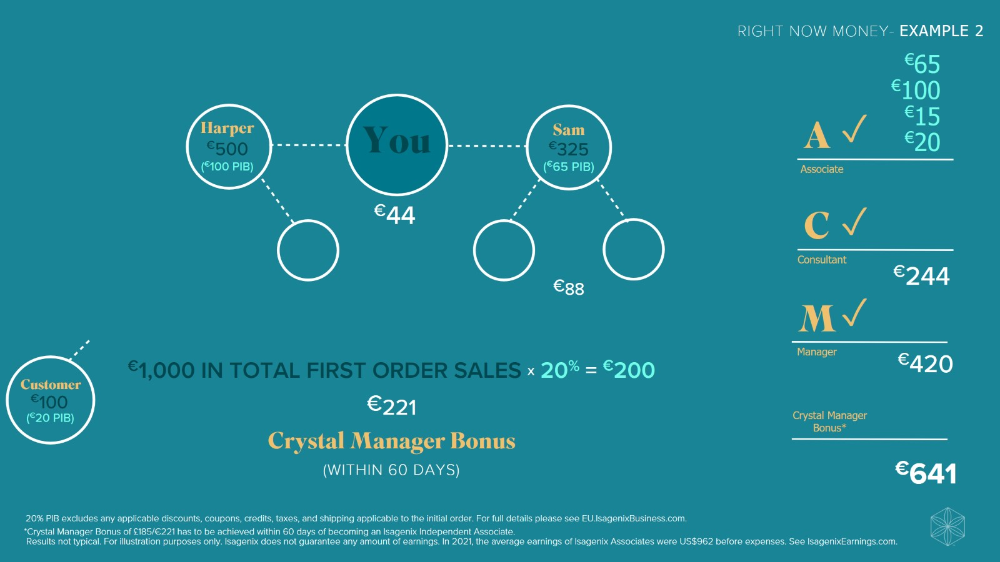 RIGHT NOW MONEY- EXAMPLE 2
€65
€100
€15
€20
A ✓
Associate
Harper
€500
(€100 PIB)
You
€44
Sam
€325
(€65 PIB)
€88
C ✓
Consultant
€244
M ✓
Manager
€420
Customer
€100
(€20 PIB)
€1,000 IN TOTAL FIRST ORDER SALES x 20% = €200
€221
Crystal Manager Bonus
(WITHIN 60 DAYS)
Crystal Manager
Bonus*
€641
20% PIB excludes any applicable discounts, coupons, credits, taxes, and shipping applicable to the initial order. For full details please see EU.IsagenixBusiness.com.
*Crystal Manager Bonus of £185/€221 has to be achieved within 60 days of becoming an Isagenix Independent Associate.
Results not typical. For illustration purposes only. Isagenix does not guarantee any amount of earnings. In 2021, the average earnings of Isagenix Associates were US$962 before expenses. See IsagenixEarnings.com.